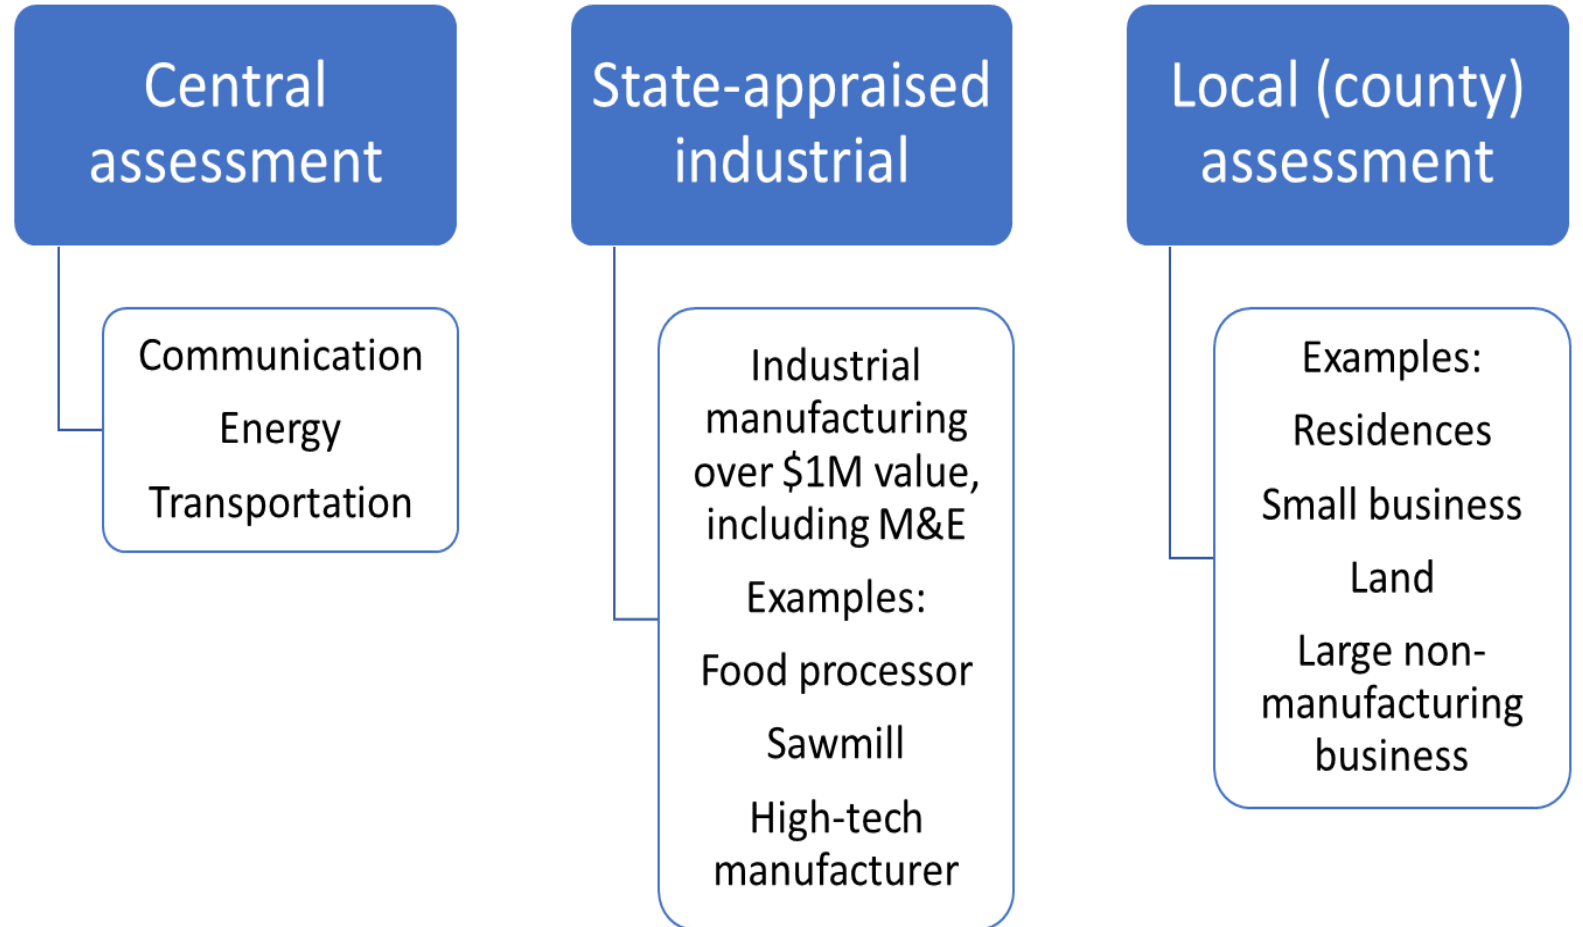 Central
assessment
Communication
Energy
Transportation
State-appraised
industrial
Industrial
manufacturing
over $1M value,
including M&E
Examples:
Food processor
Sawmill
High-tech
manufacturer
Local (county)
assessment
Examples:
Residences
Small business
Land
Large non-
manufacturing
business